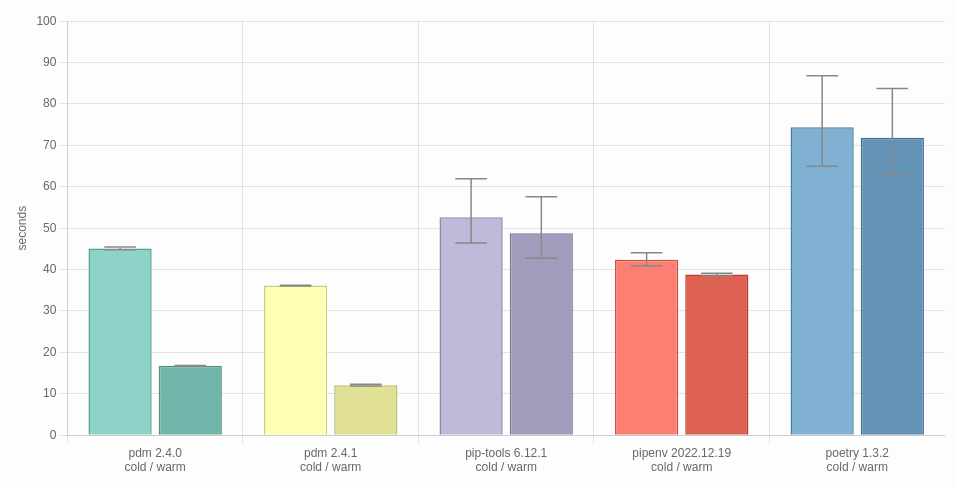 100
90
80
70
60
50
40
30
20
10
0
seconds
pdm 2.4.0
cold / warm
pdm 2.4.1
cold / warm
pip-tools 6.12.1
cold / warm
pipenv 2022.12.19
cold / warm
poetry 1.3.2
cold / warm